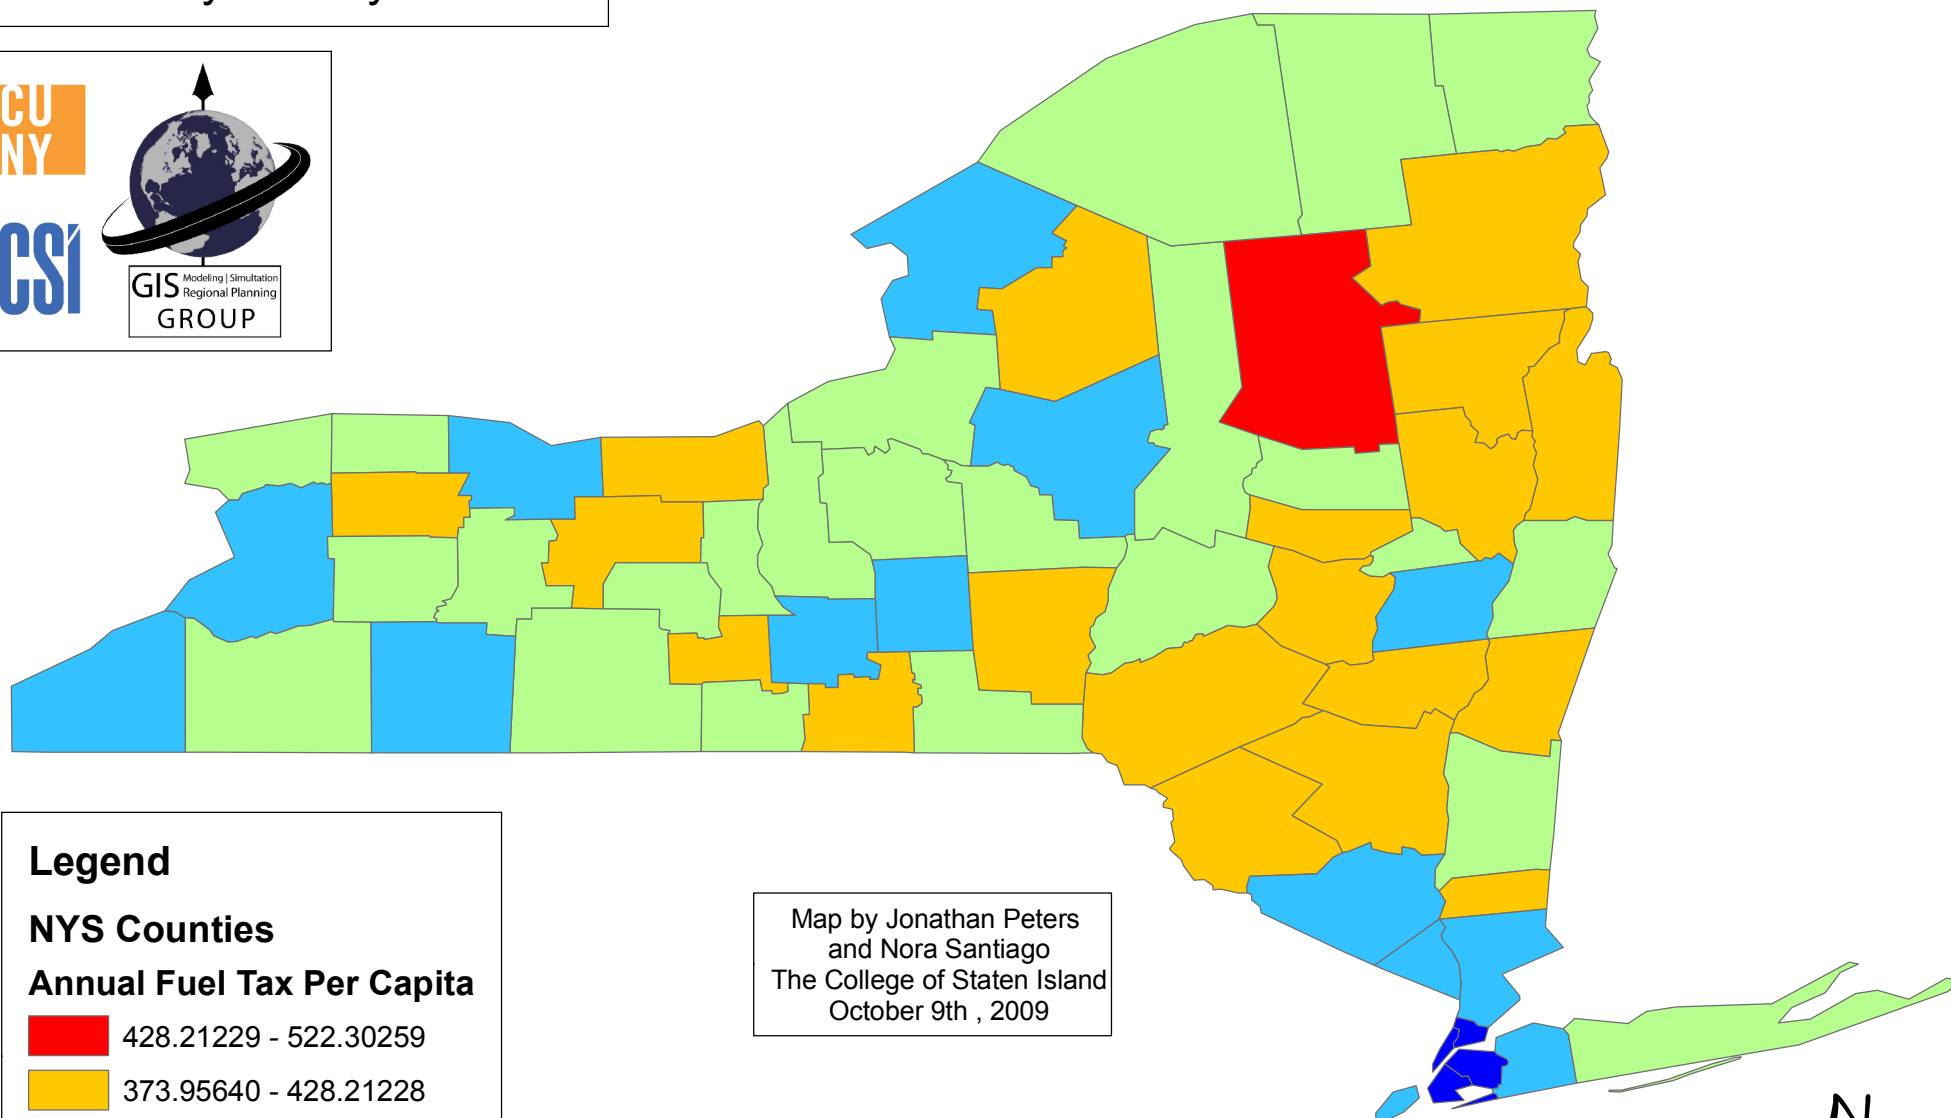 CU
NY
CSI
GIS Modeling | Simultation
Regional Planning
GROUP
Legend
NYS Counties
Annual Fuel Tax Per Capita
428.21229 - 522.30259
373.95640 - 428.21228
Map by Jonathan Peters
and Nora Santiago
The College of Staten Island
October 9th , 2009
N